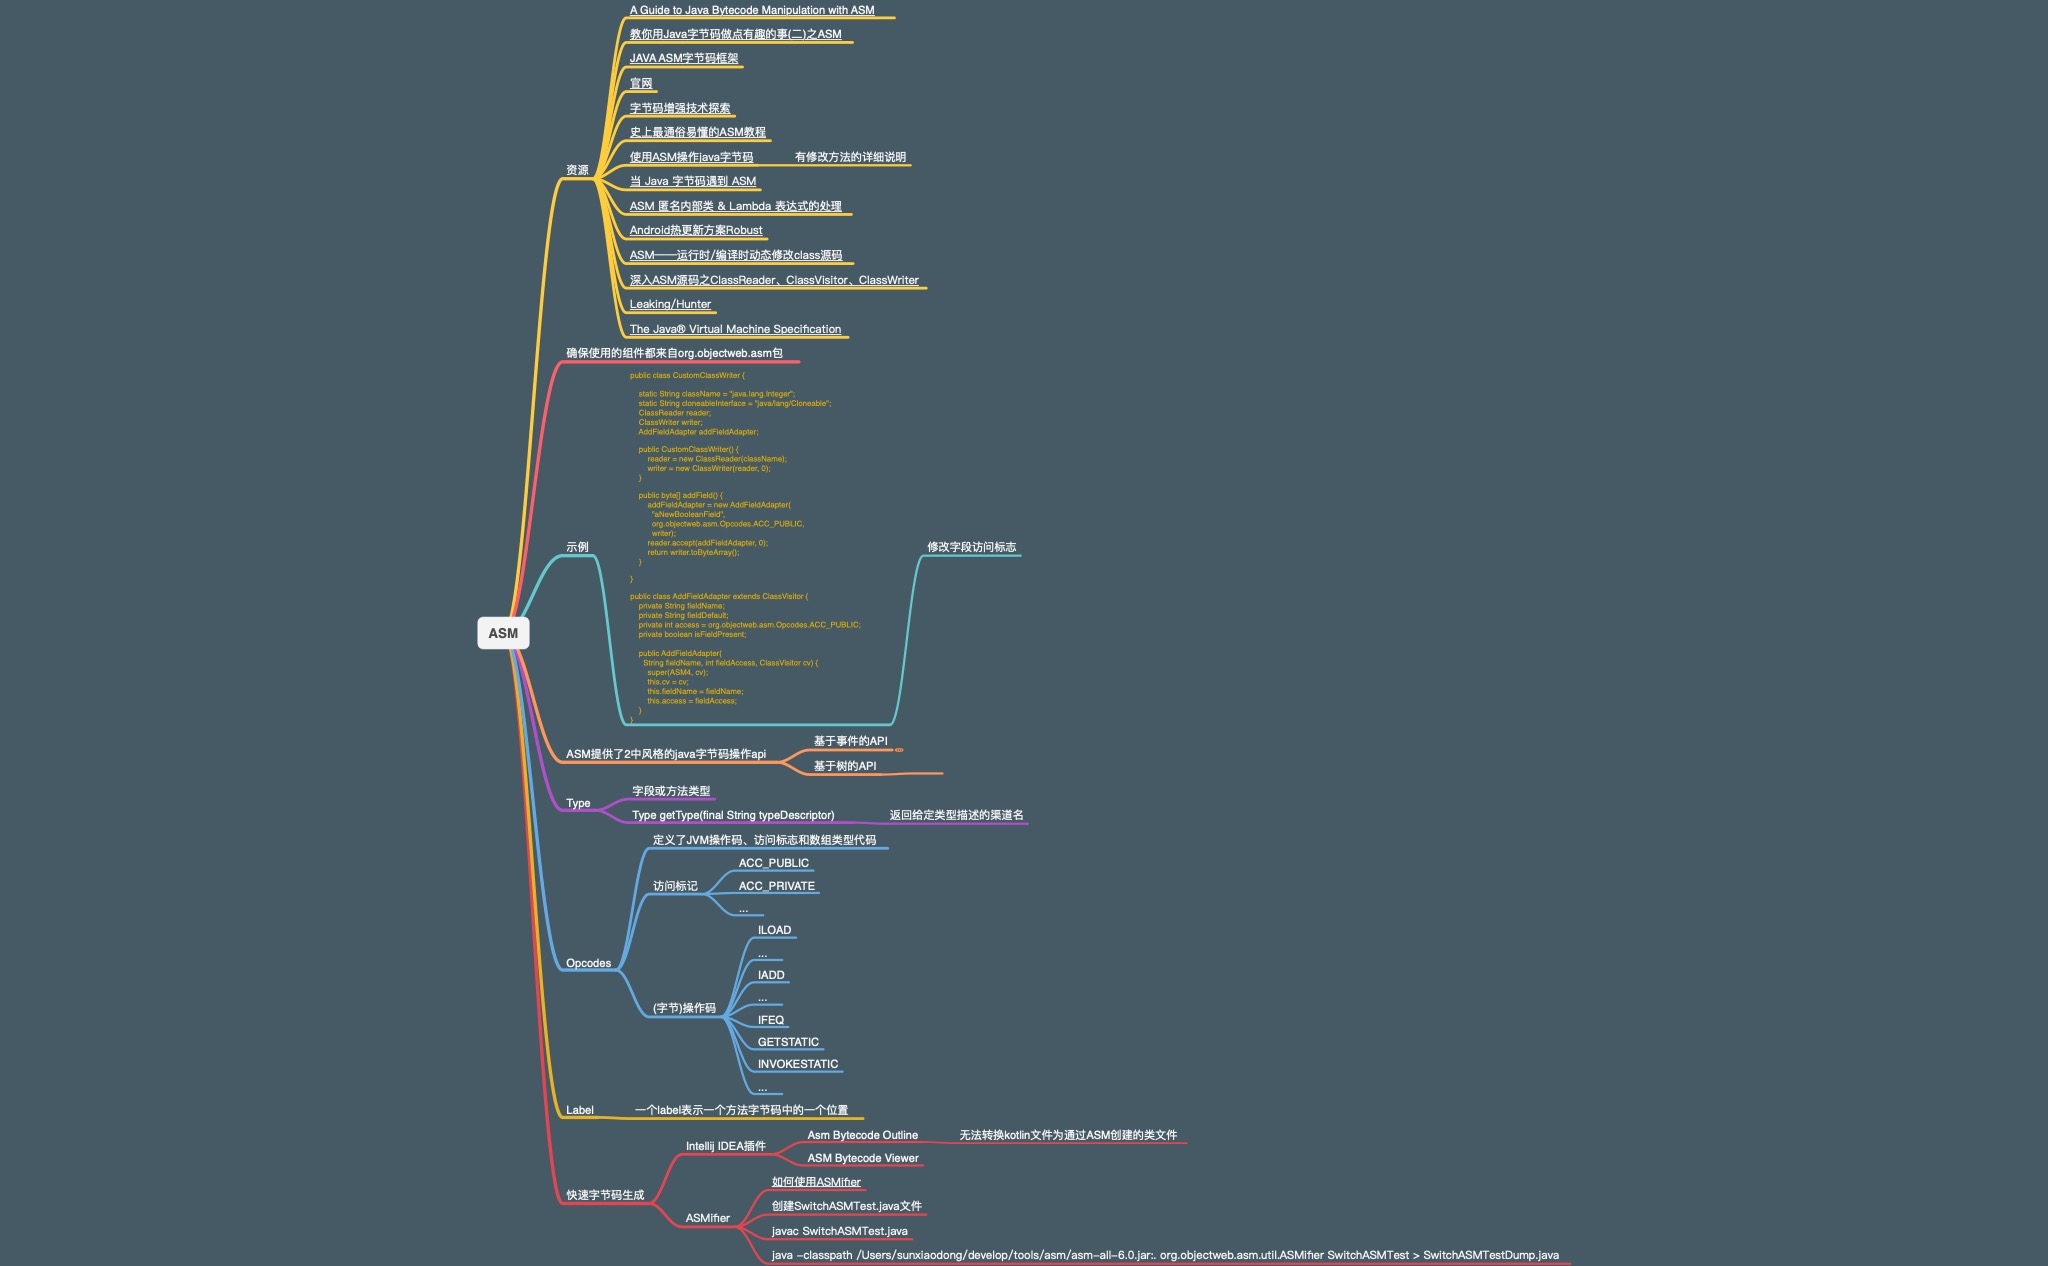 A Guide to Java Bytecode Manipulation with ASM
教你用Java字节码做点有趣的事(二)之ASM
JAVA ASM字节码框架
官网
字节码增强技术探索
史上最通俗易懂的ASM教程
资源
使用ASM操作java字节码
有修改方法的详细说明
当 Java 字节码遇到 ASM
ASM 匿名内部类 & Lambda 表达式的处理
Android热更新方案Robust
ASM——运行时/编译时动态修改class源码
深入ASM源码之ClassReader、ClassVisitor、ClassWriter
Leaking/Hunter
The Java® Virtual Machine Specification
确保使用的组件都来自org.objectweb.asm包
public class CustomClassWriter {
static String className = "java.lang.Integer";
static String cloneableInterface = "java/lang/Cloneable";
ClassReader reader;
ClassWriter writer;
AddFieldAdapter addFieldAdapter;
public CustomClassWriter() {
reader = new ClassReader(className);
writer = new ClassWriter(reader, 0);
}
public byte[] addField() {
addFieldAdapter = new AddFieldAdapter(
"aNewBooleanField",
org.objectweb.asm.Opcodes.ACC_PUBLIC,
writer);
reader.accept(addFieldAdapter, 0);
return writer.toByteArray();
}
}
示例
修改字段访问标志
public class AddFieldAdapter extends ClassVisitor {
private String fieldName;
private String fieldDefault;
private int access = org.objectweb.asm.Opcodes.ACC_PUBLIC;
private boolean isFieldPresent;
public AddFieldAdapter(
String fieldName, int fieldAccess, ClassVisitor cv) {
super(ASM4, cv);
this.cv = cv;
this.fieldName = fieldName;
this.access = fieldAccess;
}
}
ASM
ASM提供了2中风格的java字节码操作api
基于事件的API
基于树的API
Type
字段或方法类型
Type getType(final String typeDescriptor)
返回给定类型描述的渠道名
Opcodes
定义了JVM操作码、访问标志和数组类型代码
访问标记
ACC_PUBLIC
ACC_PRIVATE
...
(字节)操作码
ILOAD
...
IADD
...
IFEQ
GETSTATIC
INVOKESTATIC
...
Label
一个label表示一个方法字节码中的一个位置
快速字节码生成
Intellij IDEA插件
Asm Bytecode Outline
无法转换kotlin文件为通过ASM创建的类文件
ASM Bytecode Viewer
ASMifier
如何使用ASMifier
创建SwitchASMTest.java文件
javac SwitchASMTest.java
java -classpath /Users/sunxiaodong/develop/tools/asm/asm-all-6.0.jar:. org.objectweb.asm.util.ASMifier SwitchASMTest > SwitchASMTestDump.java